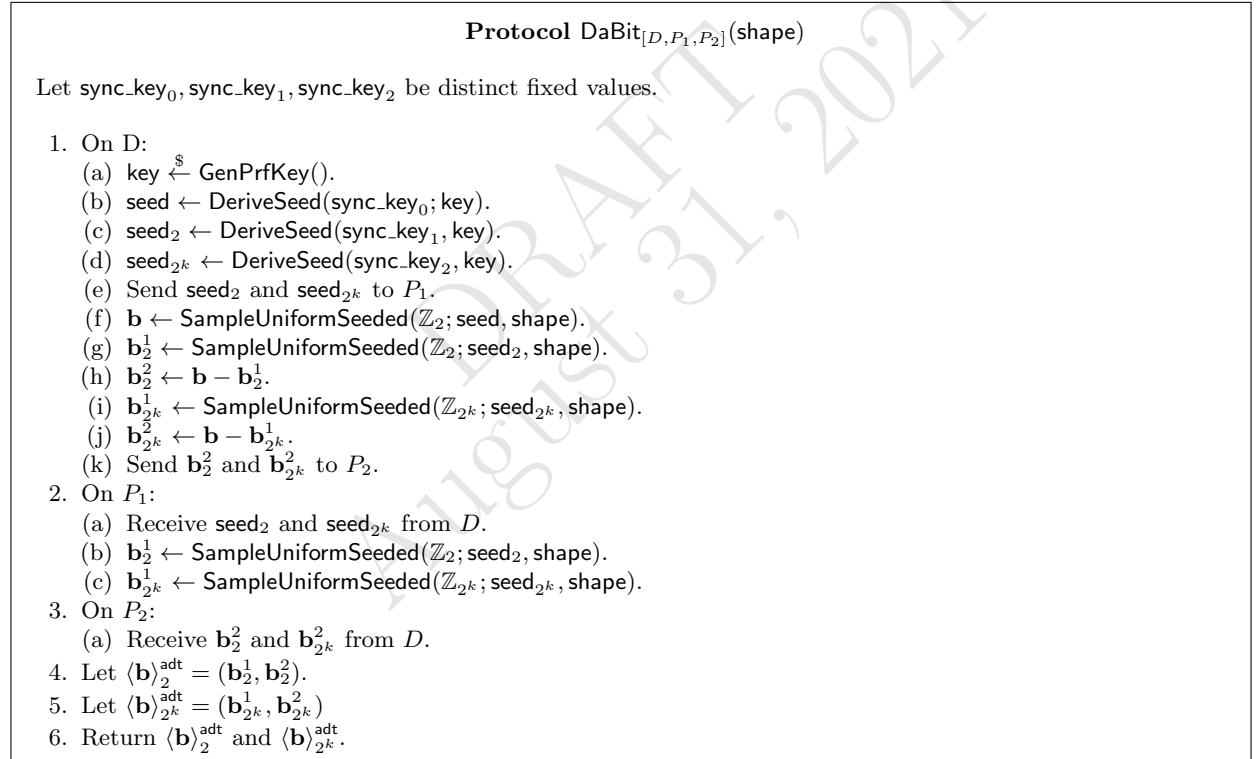 Protocol DaBit[D,P₁,P₂](shape)
Let sync_key₀, sync_key₁, sync_key₂ be distinct fixed values.
1. On D:
(a) key ←$ GenPrfKey().
(b) seed ← DeriveSeed(sync_key₀; key).
(c) seed₂ ← DeriveSeed(sync_key₁, key).
(d) seed₂ᵏ ← DeriveSeed(sync_key₂, key).
(e) Send seed₂ and seed₂ᵏ to P₁.
(f) b ← SampleUniformSeeded(ℤ₂; seed, shape).
(g) b₂¹ ← SampleUniformSeeded(ℤ₂; seed₂, shape).
(h) b₂² ← b − b₂¹.
(i) b₂ᵏ¹ ← SampleUniformSeeded(ℤ₂ᵏ; seed₂ᵏ, shape).
(j) b₂ᵏ² ← b − b₂ᵏ¹.
(k) Send b₂² and b₂ᵏ² to P₂.
2. On P₁:
(a) Receive seed₂ and seed₂ᵏ from D.
(b) b₂¹ ← SampleUniformSeeded(ℤ₂; seed₂, shape).
(c) b₂ᵏ¹ ← SampleUniformSeeded(ℤ₂ᵏ; seed₂ᵏ, shape).
3. On P₂:
(a) Receive b₂² and b₂ᵏ² from D.
4. Let ⟨b⟩₂ᵃᵈᵗ = (b₂¹, b₂²).
5. Let ⟨b⟩₂ᵏᵃᵈᵗ = (b₂ᵏ¹, b₂ᵏ²)
6. Return ⟨b⟩₂ᵃᵈᵗ and ⟨b⟩₂ᵏᵃᵈᵗ.
DRAFT
August 31, 2021